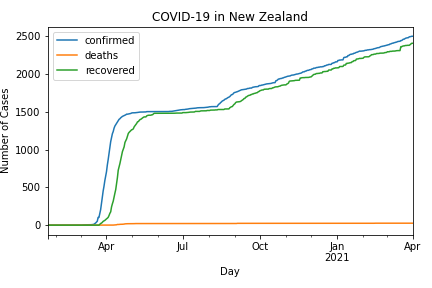 COVID-19 in New Zealand
confirmed
deaths
recovered
Number of Cases
2500
2000
1500
1000
500
0
Apr Jul Oct Jan Apr
2021
Day